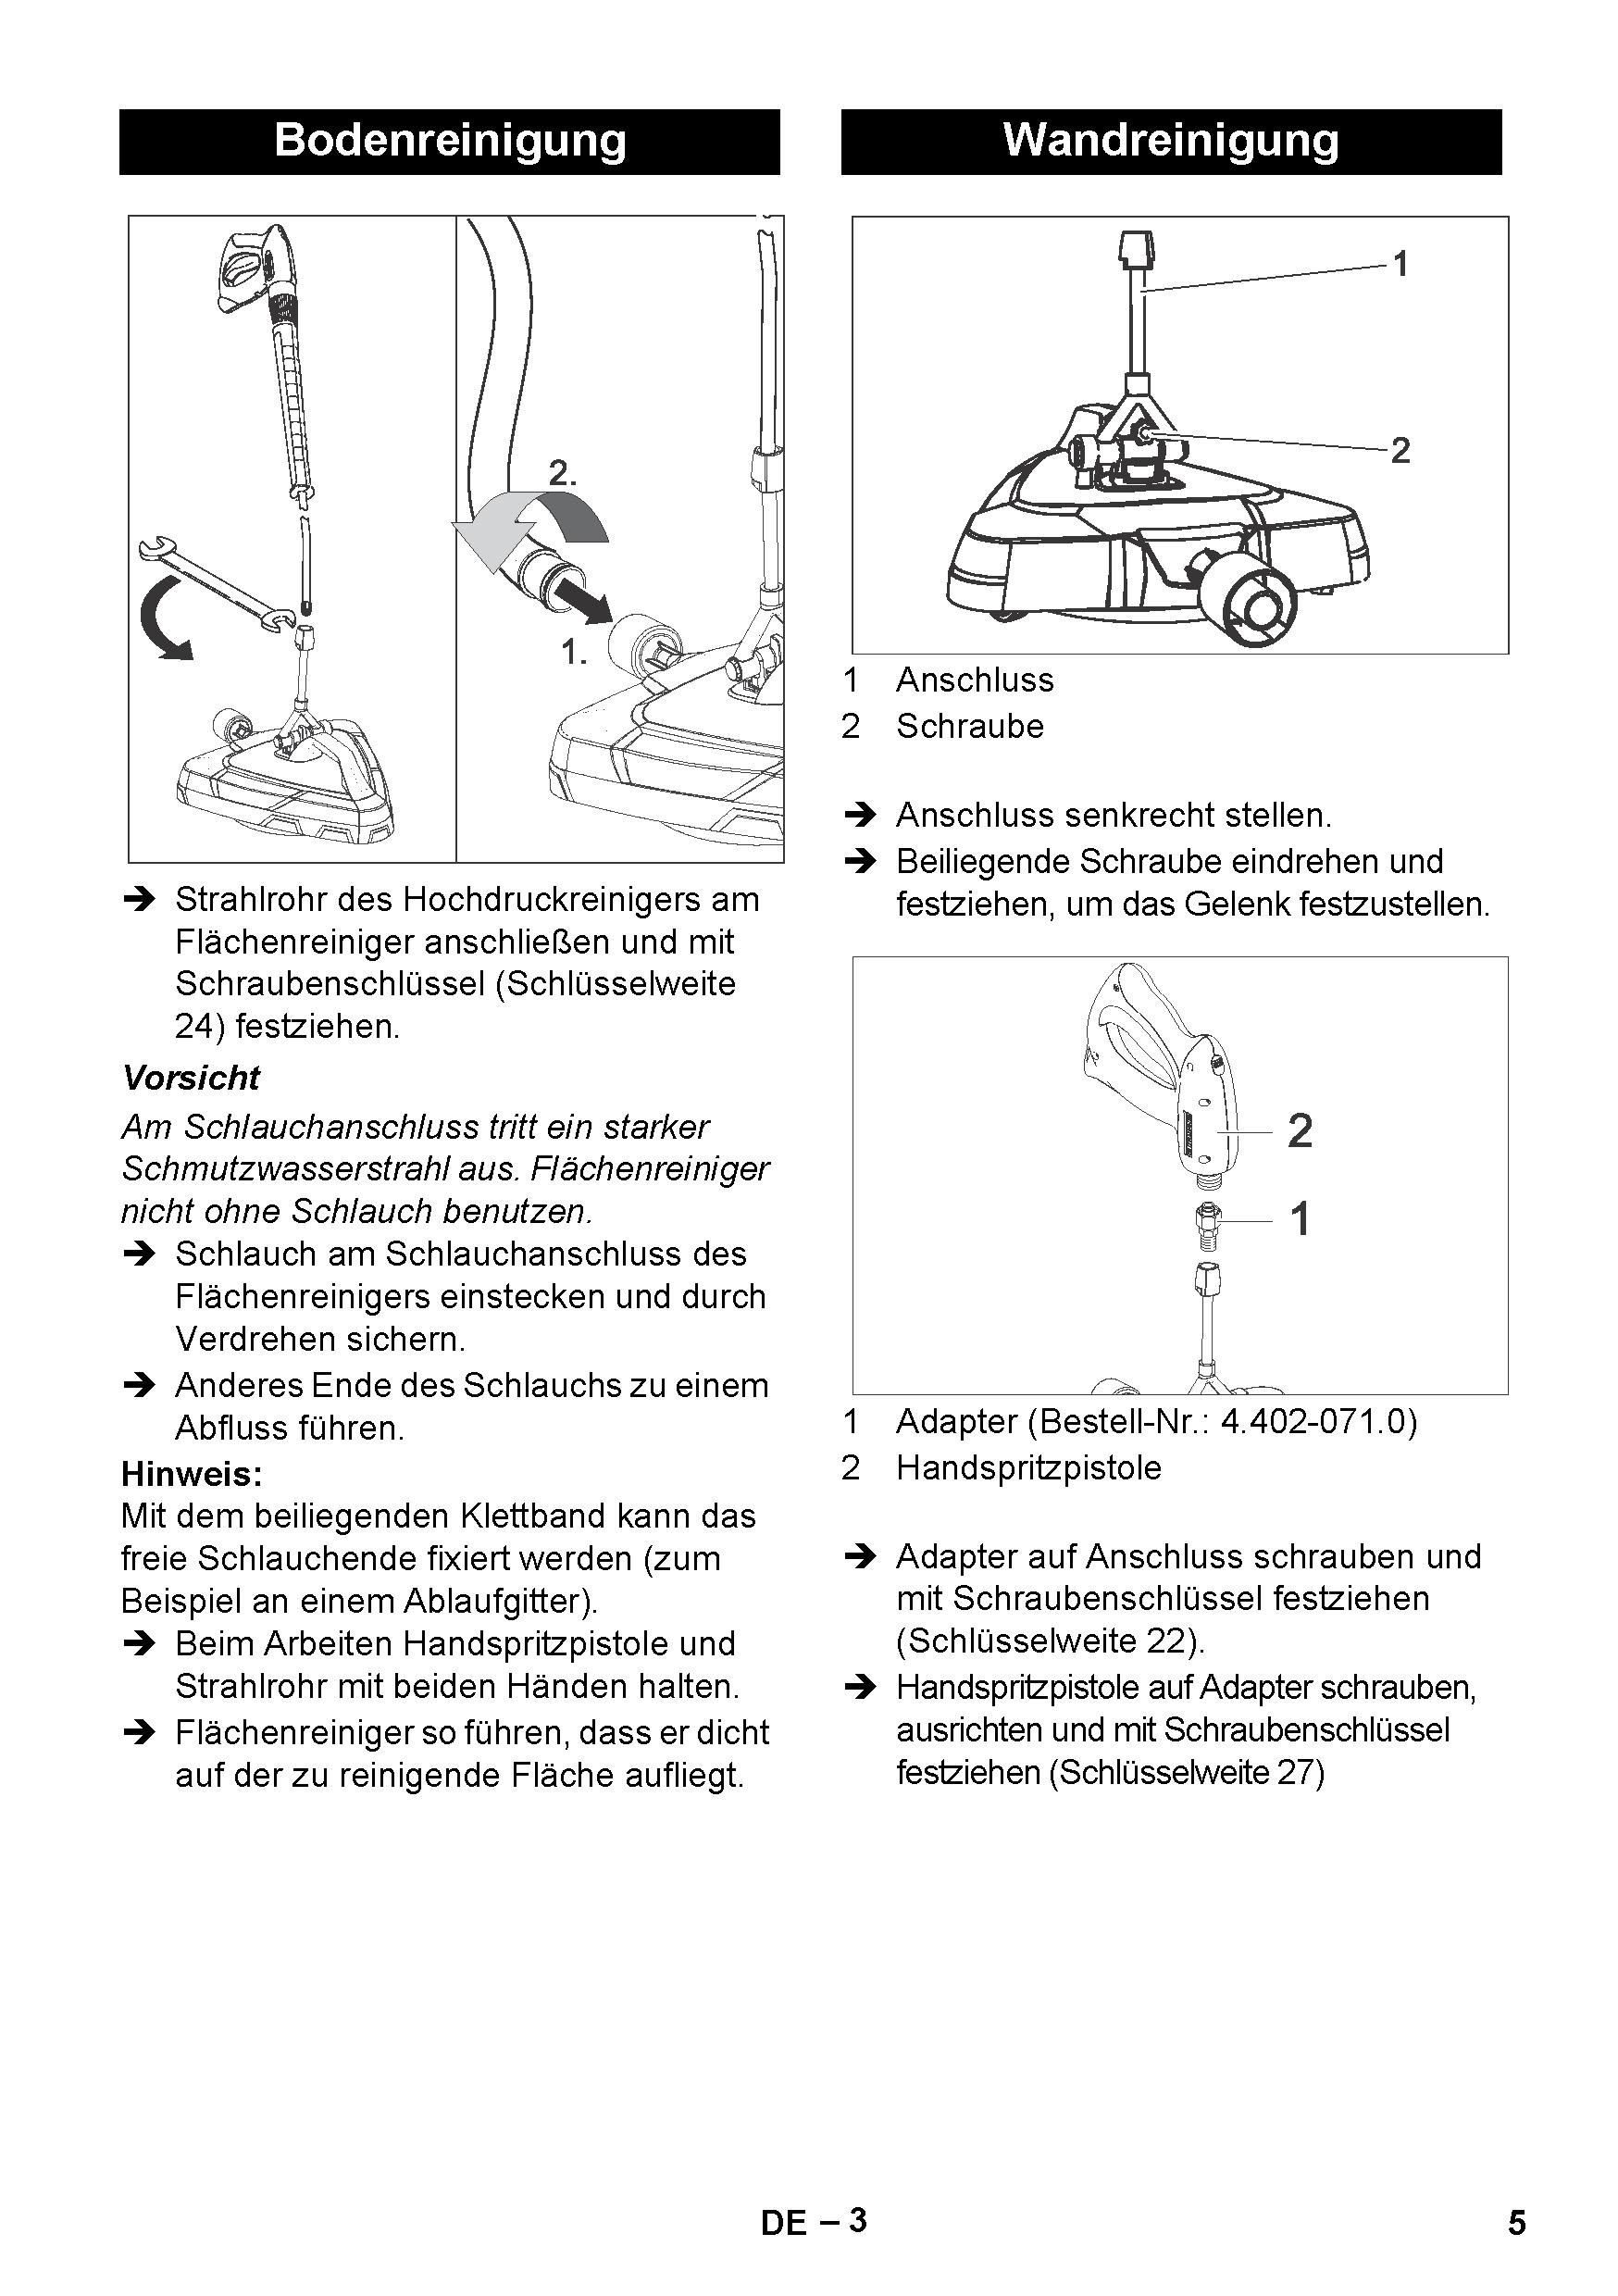 Bodenreinigung
2.
1.
➔ Strahlrohr des Hochdruckreinigers am
Flächenreiniger anschließen und mit
Schraubenschlüssel (Schlüsselweite
24) festziehen.
Vorsicht
Am Schlauchanschluss tritt ein starker
Schmutzwasserstrahl aus. Flächenreiniger
nicht ohne Schlauch benutzen.
➔ Schlauch am Schlauchanschluss des
Flächenreinigers einstecken und durch
Verdrehen sichern.
➔ Anderes Ende des Schlauchs zu einem
Abfluss führen.
Hinweis:
Mit dem beiliegenden Klettband kann das
freie Schlauchende fixiert werden (zum
Beispiel an einem Ablaufgitter).
➔ Beim Arbeiten Handspritzpistole und
Strahlrohr mit beiden Händen halten.
➔ Flächenreiniger so führen, dass er dicht
auf der zu reinigende Fläche aufliegt.
Wandreinigung
1
2
1 Anschluss
2 Schraube
➔ Anschluss senkrecht stellen.
➔ Beiliegende Schraube eindrehen und
festziehen, um das Gelenk festzustellen.
2
1
1 Adapter (Bestell-Nr.: 4.402-071.0)
2 Handspritzpistole
➔ Adapter auf Anschluss schrauben und
mit Schraubenschlüssel festziehen
(Schlüsselweite 22).
➔ Handspritzpistole auf Adapter schrauben,
ausrichten und mit Schraubenschlüssel
festziehen (Schlüsselweite 27)
DE – 3
5